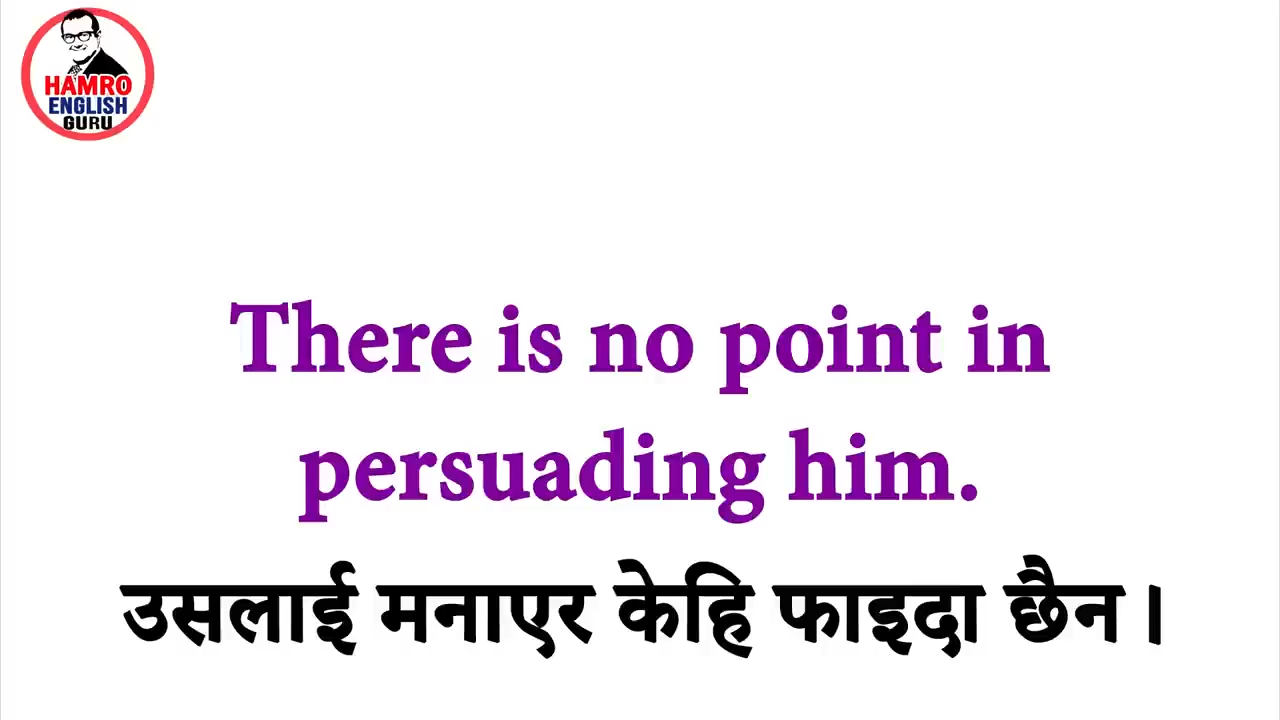 HAMRO
ENGLISH
GURU
There is no point in
persuading him.
उसलाई मनाएर केहि फाइदा छैन ।